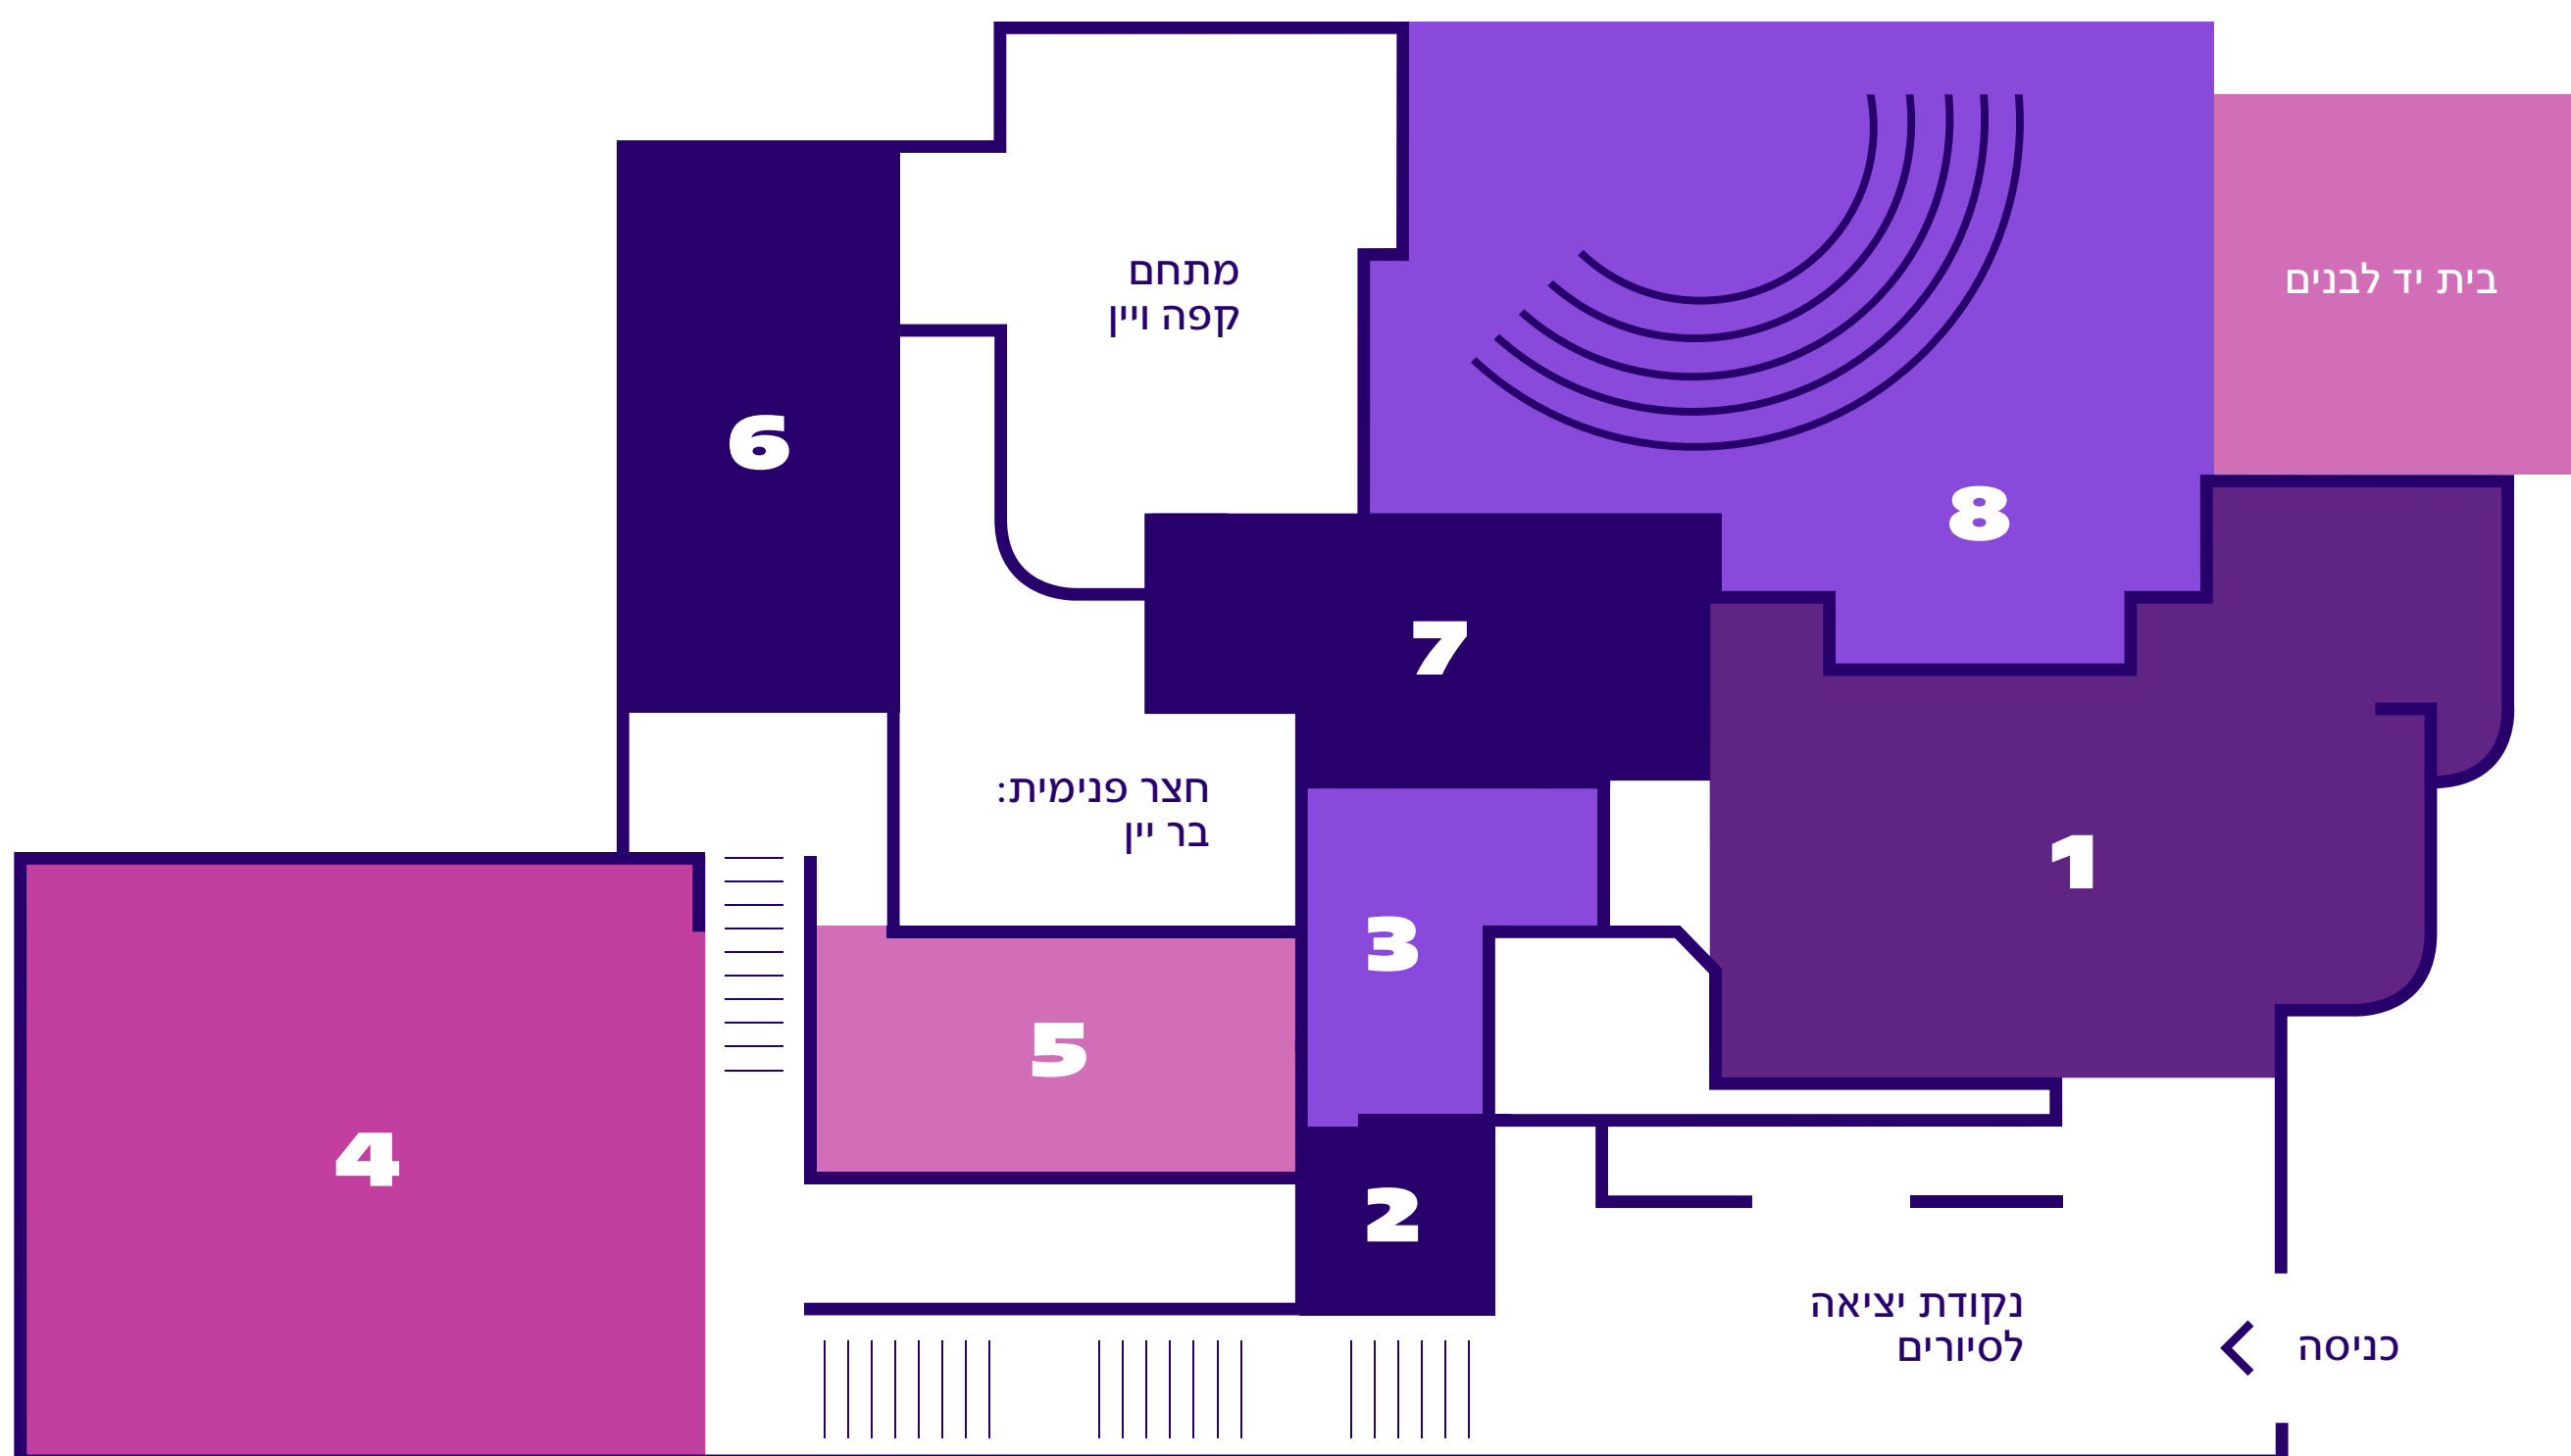 מתחם
קפה ויין
בית יד לבנים
6
8
7
חצר פנימית:
בר יין
1
3
5
4
2
נקודת יציאה
לסיורים
כניסה